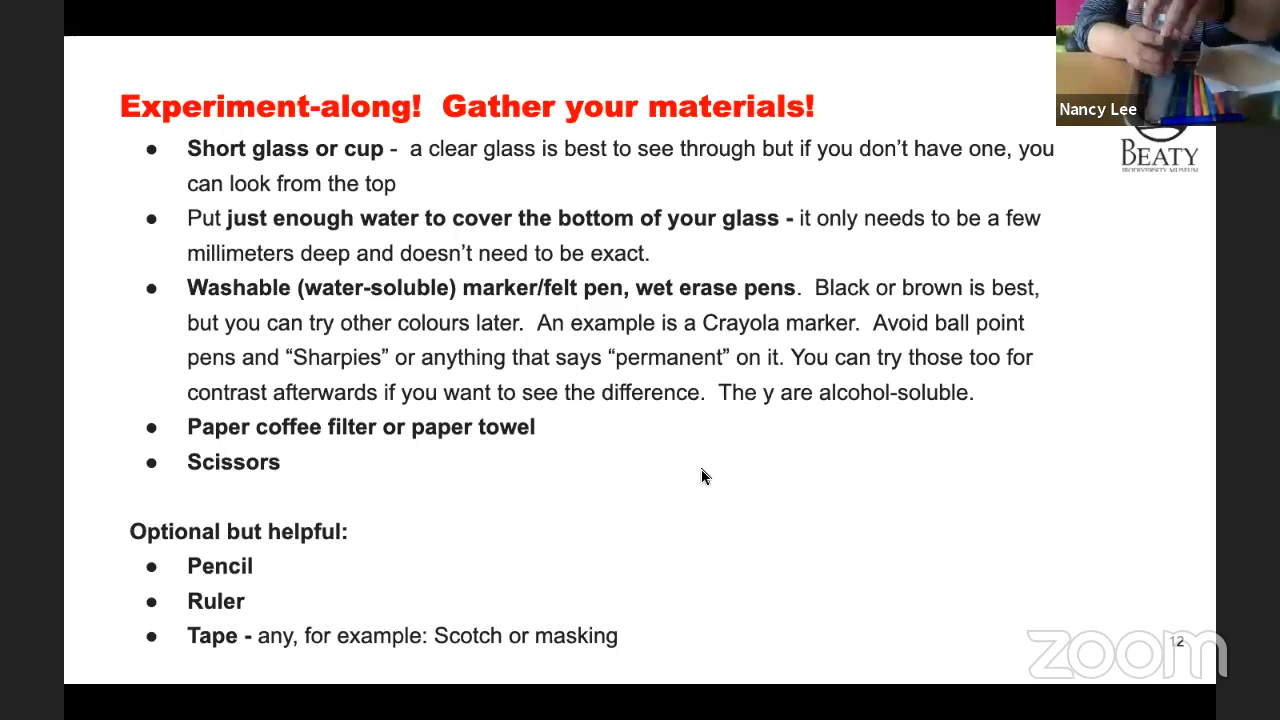 Experiment-along! Gather your materials!
● Short glass or cup - a clear glass is best to see through but if you don’t have one, you
can look from the top
● Put just enough water to cover the bottom of your glass - it only needs to be a few
millimeters deep and doesn’t need to be exact.
● Washable (water-soluble) marker/felt pen, wet erase pens. Black or brown is best,
but you can try other colours later. An example is a Crayola marker. Avoid ball point
pens and “Sharpies” or anything that says “permanent” on it. You can try those too for
contrast afterwards if you want to see the difference. The y are alcohol-soluble.
● Paper coffee filter or paper towel
● Scissors
Optional but helpful:
● Pencil
● Ruler
● Tape - any, for example: Scotch or masking
Nancy Lee
BEATY
BIODIVERSITY MUSEUM
12
zoom